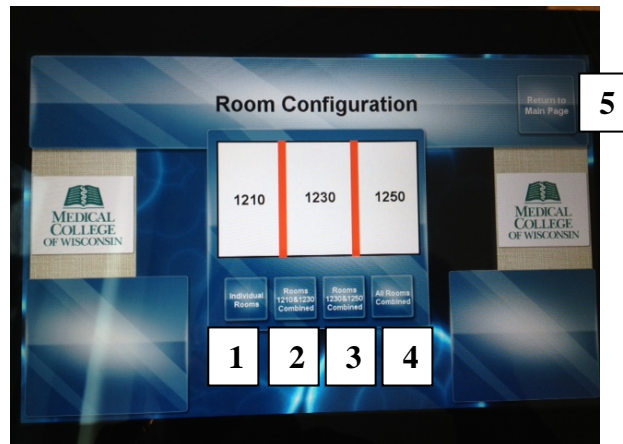 Room Configuration
Return to
Main Page
5
1210
1230
1250
MEDICAL
COLLEGE
OF WISCONSIN
MEDICAL
COLLEGE
OF WISCONSIN
Individual
Rooms
Rooms
1210&1230
Combined
Rooms
1230&1250
Combined
All Rooms
Combined
1
2
3
4